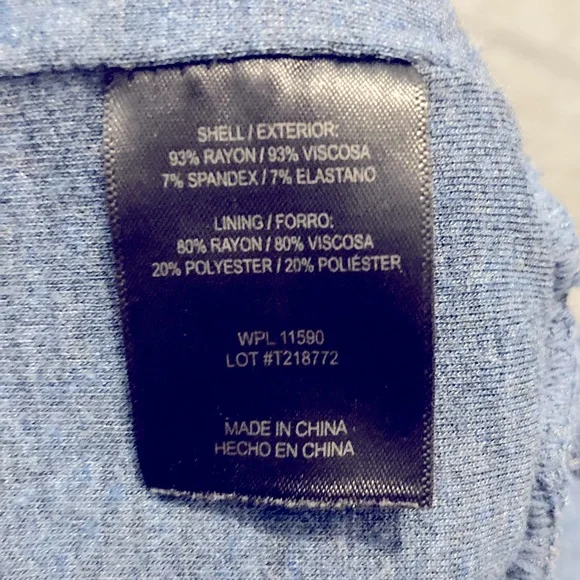 SHELL / EXTERIOR:
93% RAYON / 93% VISCOSA
7% SPANDEX / 7% ELASTANO
LINING / FORRO:
80% RAYON / 80% VISCOSA
20% POLYESTER / 20% POLIÉSTER
WPL 11590
LOT #T218772
MADE IN CHINA
HECHO EN CHINA